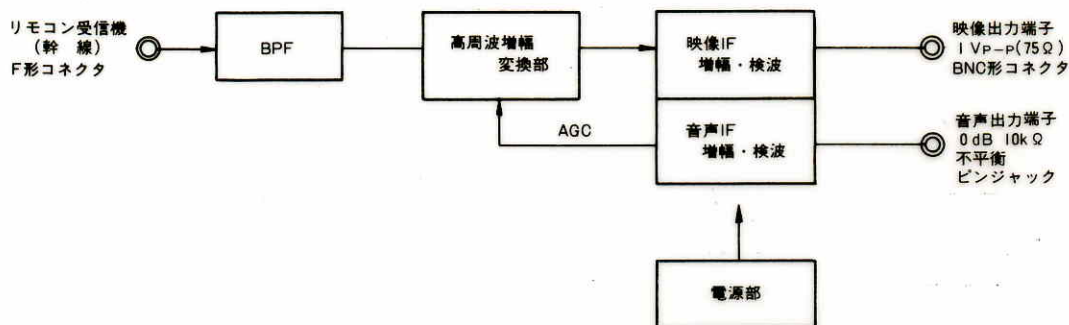 リモコン受信機
(幹 線)
F形コネクタ
BPF
高周波増幅
変換部
映像IF
増幅・検波
映像出力端子
1 VP-P(75Ω)
BNC形コネクタ
AGC
音声IF
増幅・検波
音声出力端子
0dB 10kΩ
不平衡
ピンジャック
電源部